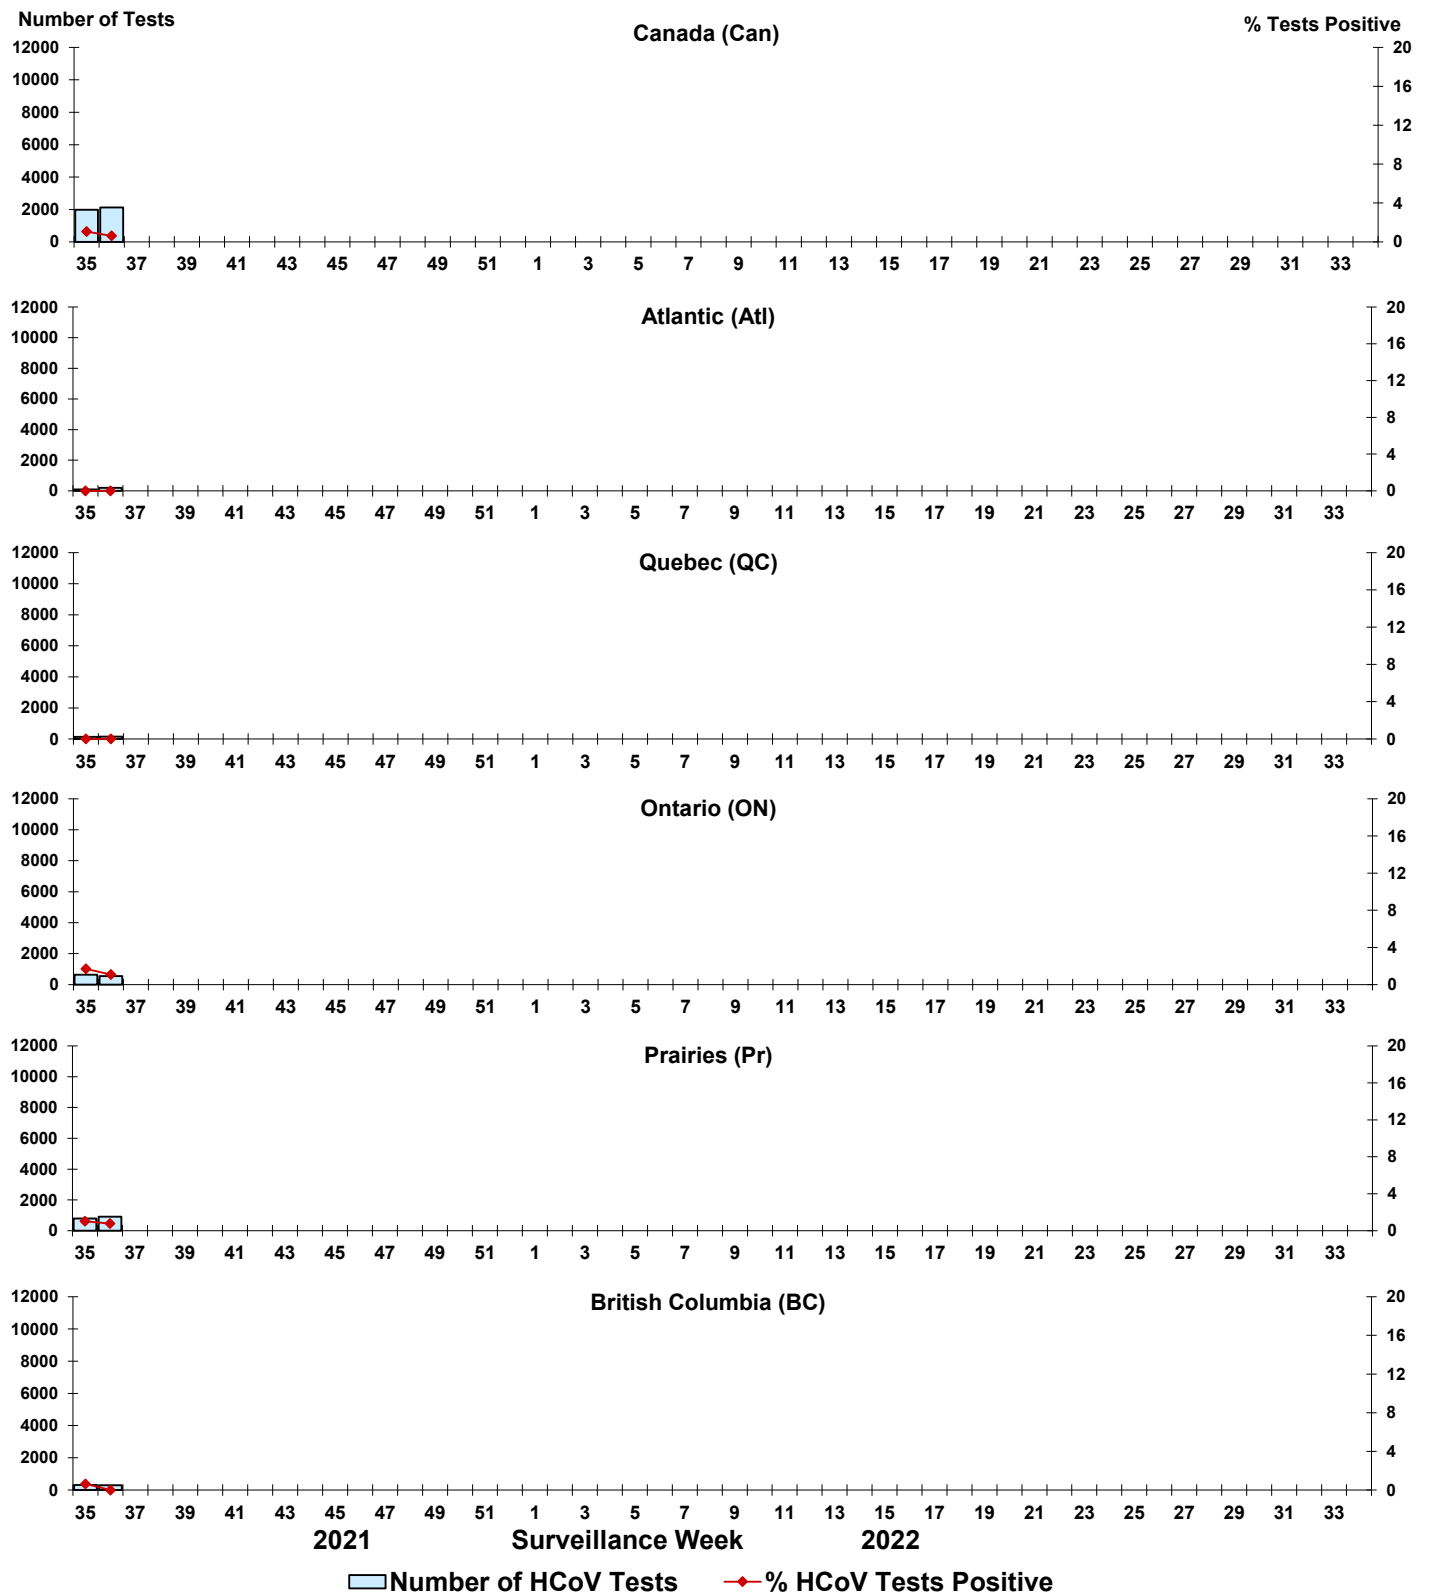 Number of Tests
Canada (Can)
% Tests Positive
12000 20
10000 16
8000 12
6000 8
4000 4
2000 0
0
35 37 39 41 43 45 47 49 51 1 3 5 7 9 11 13 15 17 19 21 23 25 27 29 31 33
Atlantic (Atl)
12000 20
10000 16
8000 12
6000 8
4000 4
2000 0
0
35 37 39 41 43 45 47 49 51 1 3 5 7 9 11 13 15 17 19 21 23 25 27 29 31 33
Quebec (QC)
12000 20
10000 16
8000 12
6000 8
4000 4
2000 0
0
35 37 39 41 43 45 47 49 51 1 3 5 7 9 11 13 15 17 19 21 23 25 27 29 31 33
Ontario (ON)
12000 20
10000 16
8000 12
6000 8
4000 4
2000 0
0
35 37 39 41 43 45 47 49 51 1 3 5 7 9 11 13 15 17 19 21 23 25 27 29 31 33
Prairies (Pr)
12000 20
10000 16
8000 12
6000 8
4000 4
2000 0
0
35 37 39 41 43 45 47 49 51 1 3 5 7 9 11 13 15 17 19 21 23 25 27 29 31 33
British Columbia (BC)
12000 20
10000 16
8000 12
6000 8
4000 4
2000 0
0
35 37 39 41 43 45 47 49 51 1 3 5 7 9 11 13 15 17 19 21 23 25 27 29 31 33
2021 Surveillance Week 2022
Number of HCoV Tests % HCoV Tests Positive